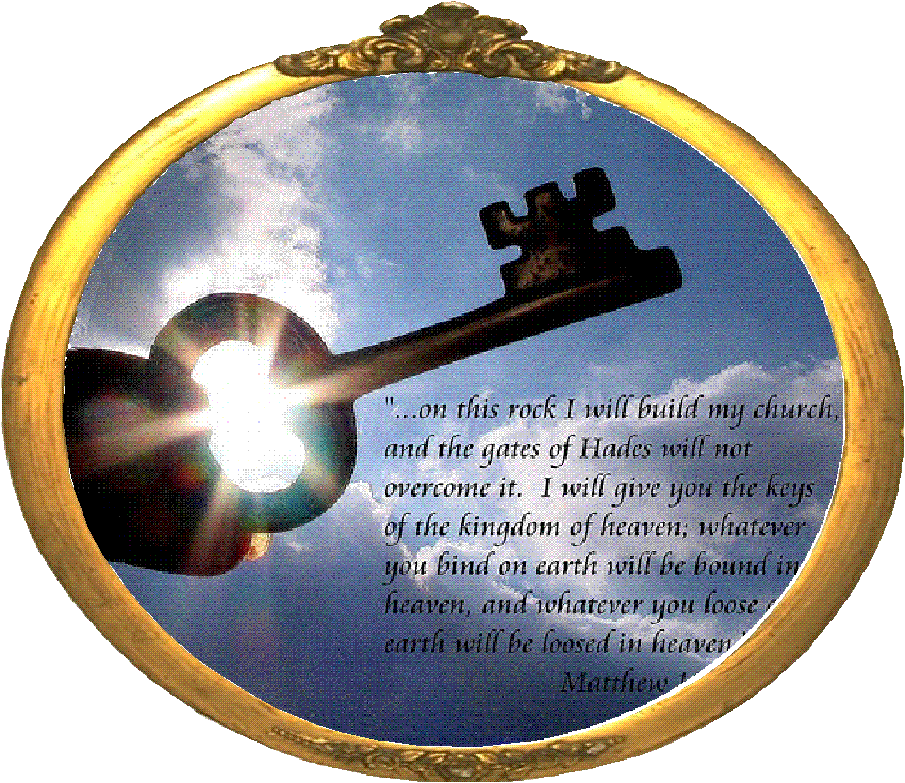 "...on this rock I will build my church,
and the gates of Hades will not
overcome it.  I will give you the keys
of the kingdom of heaven; whatever
you bind on earth will be bound in
heaven, and whatever you loose
earth will be loosed in heaven
Matthew